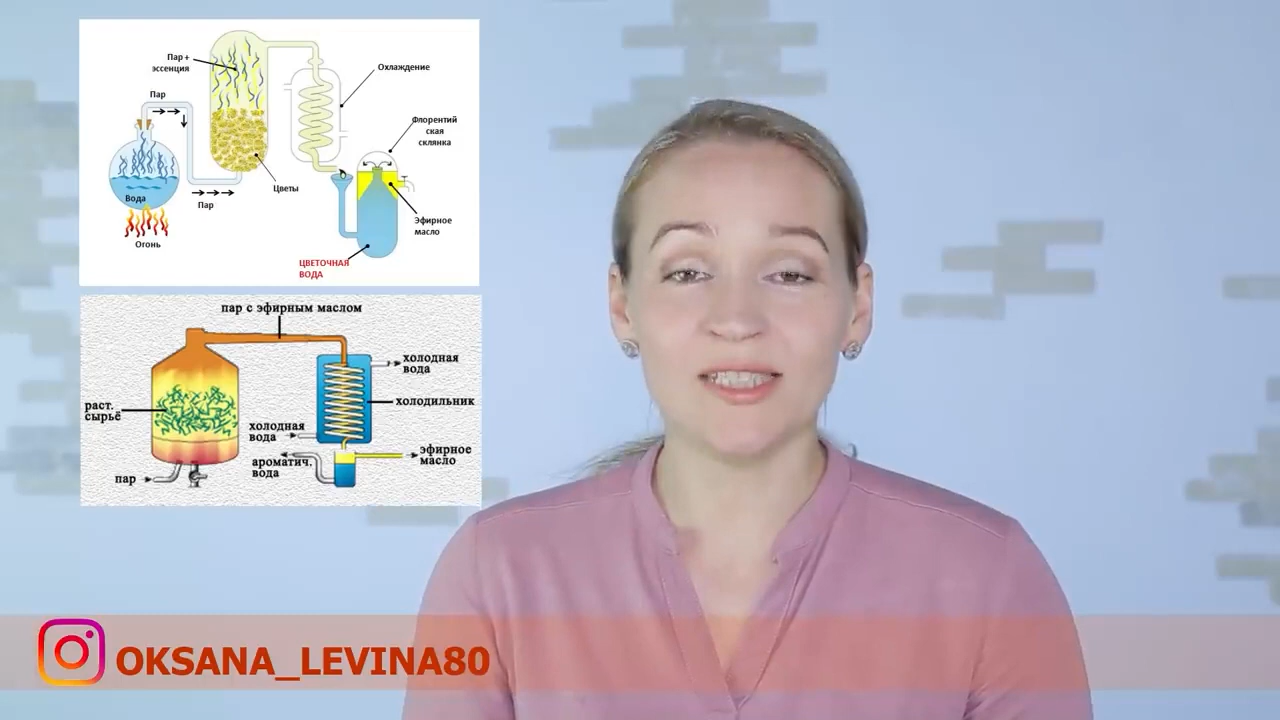 Пар +
эссенция
Охлаждение
Пар
Флорентий
ская
склянка
Цветы
Вода
Пар
Эфирное
масло
Огонь
ЦВЕТОЧНАЯ
ВОДА
пар с эфирным маслом
холодная
вода
раст.
сырьё
холодильник
холодная
вода
эфирное
масло
ароматич.
вода
пар
OKSANA_LEVINA80